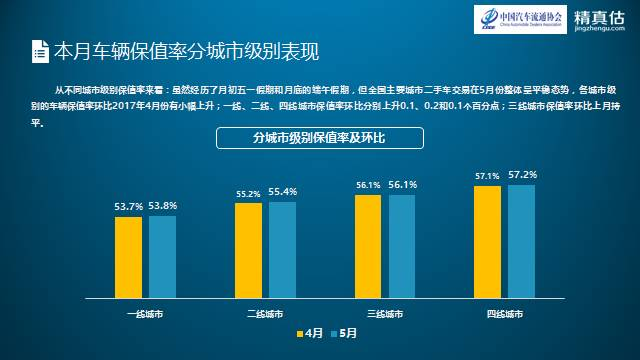 中国汽车流通协会
China Automobile Dealers Association
精真估
jingzhengu.com
本月车辆保值率分城市级别表现
从不同城市级别保值率来看：虽然经历了月初五一假期和月底的端午假期，但全国主要城市二手车交易在5月份整体呈平稳态势，各城市级
别的车辆保值率环比2017年4月份有小幅上升；一线、二线、四线城市保值率环比分别上升0.1、0.2和0.1个百分点；三线城市保值率环比上月持
平。
分城市级别保值率及环比
53.7% 53.8% 55.2% 55.4% 56.1% 56.1% 57.1% 57.2%
一线城市 二线城市 三线城市 四线城市
4月 5月